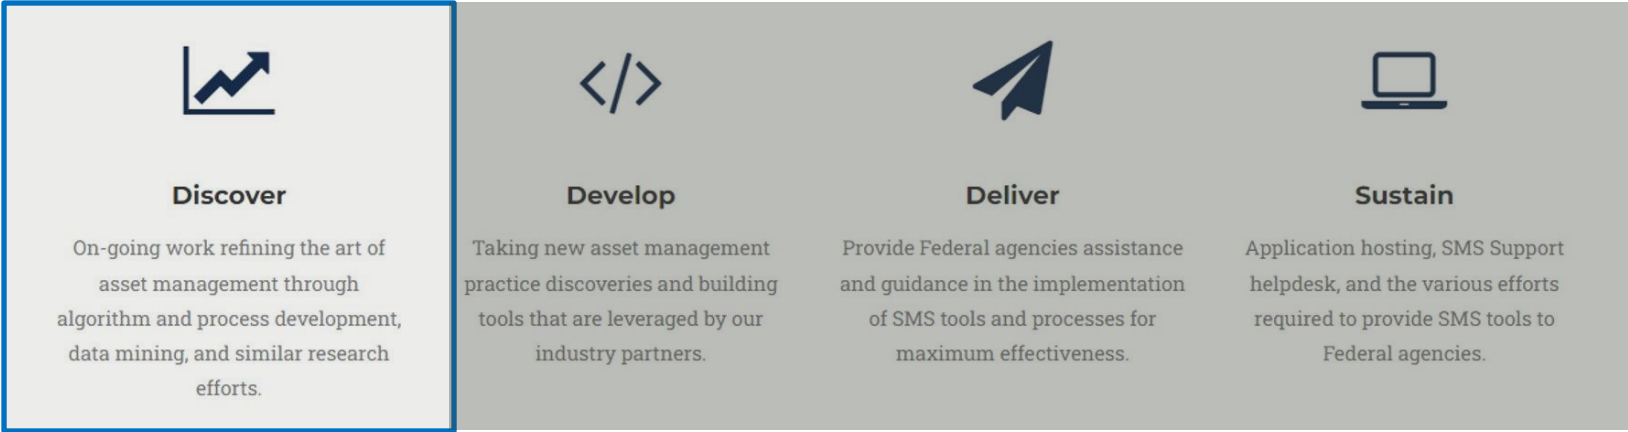 Discover
On-going work refining the art of
asset management through
algorithm and process development,
data mining, and similar research
efforts.
Develop
Taking new asset management
practice discoveries and building
tools that are leveraged by our
industry partners.
Deliver
Provide Federal agencies assistance
and guidance in the implementation
of SMS tools and processes for
maximum effectiveness.
Sustain
Application hosting, SMS Support
helpdesk, and the various efforts
required to provide SMS tools to
Federal agencies.